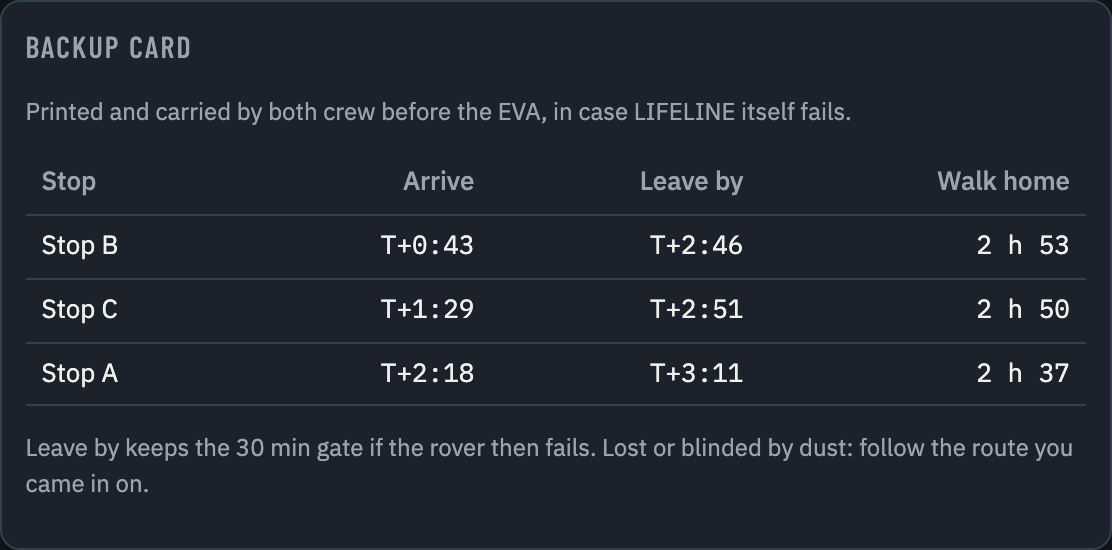 BACKUP CARD
Printed and carried by both crew before the EVA, in case LIFELINE itself fails.
Stop Arrive Leave by Walk home
Stop B T+0:43 T+2:46 2 h 53
Stop C T+1:29 T+2:51 2 h 50
Stop A T+2:18 T+3:11 2 h 37
Leave by keeps the 30 min gate if the rover then fails. Lost or blinded by dust: follow the route you
came in on.